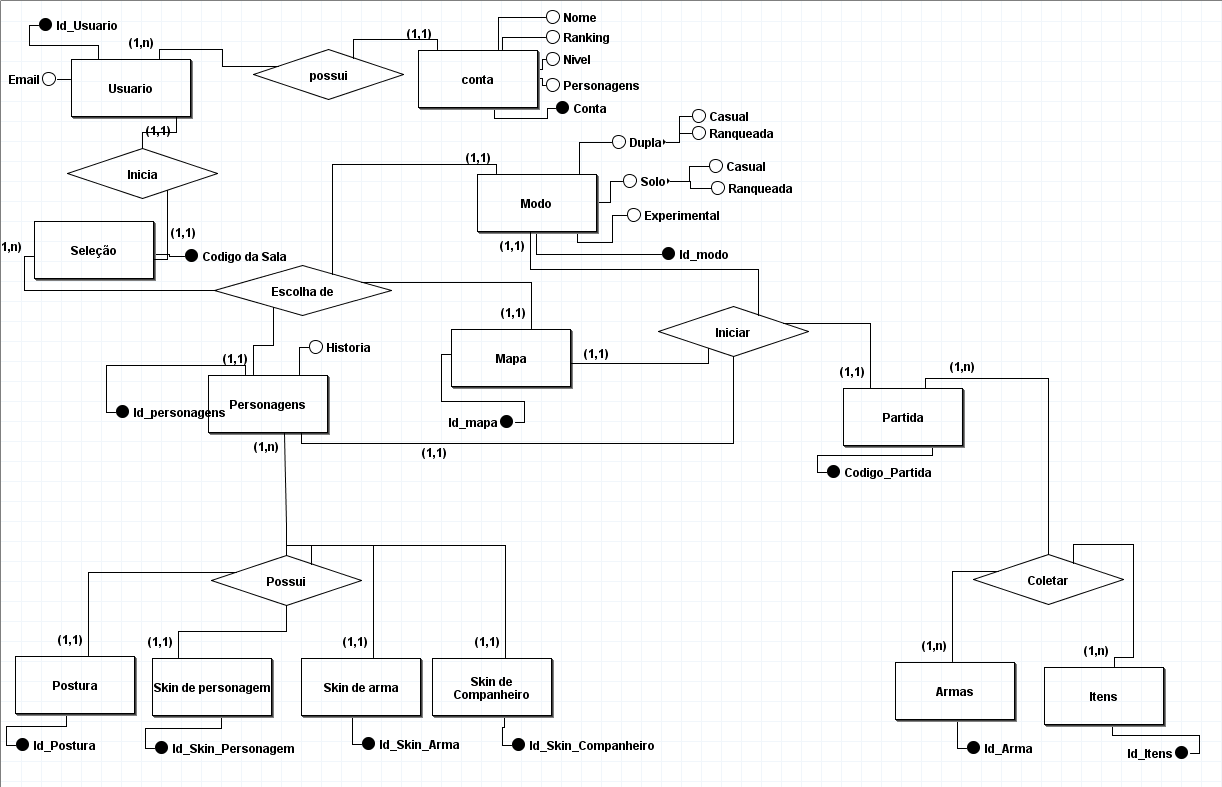 Id_Usuario
Nome
(1,n)
(1,1)
Ranking
Nivel
Email
Usuario
possui
conta
Personagens
Conta
(1,1)
Casual
Dupla
Ranqueada
(1,1)
Inicia
Casual
Solo
Ranqueada
Modo
Experimental
(1,1)
1,n)
Seleção
Codigo da Sala
(1,1)
Id_modo
Escolha de
(1,1)
Iniciar
Historia
(1,1)
Mapa
(1,1)
(1,1)
(1,n)
Id_personagens
Personagens
Id_mapa
Partida
(1,n)
(1,1)
Codigo_Partida
Possui
Coletar
(1,1)
(1,1)
(1,1)
(1,1)
(1,n)
(1,n)
Postura
Skin de personagem
Skin de arma
Skin de
Companheiro
Armas
Itens
Id_Postura
Id_Skin_Personagem
Id_Skin_Arma
Id_Skin_Companheiro
Id_Arma
Id_Itens